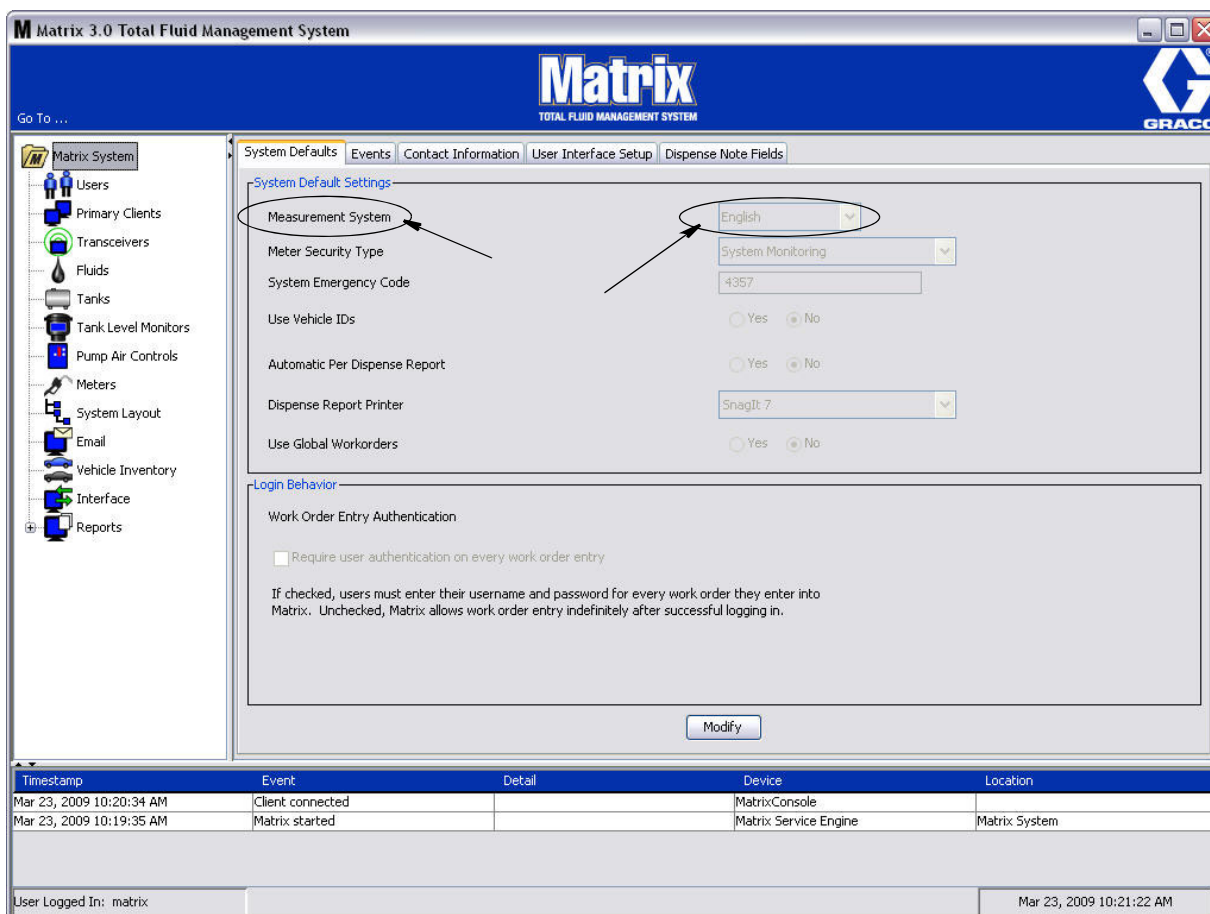 M Matrix 3.0 Total Fluid Management System
Matrix
TOTAL FLUID MANAGEMENT SYSTEM
Go To ...
GRACO
Matrix System
Users
Primary Clients
Transceivers
Fluids
Tanks
Tank Level Monitors
Pump Air Controls
Meters
System Layout
Email
Vehicle Inventory
Interface
Reports
System Defaults Events Contact Information User Interface Setup Dispense Note Fields
System Default Settings
Measurement System English
Meter Security Type System Monitoring
System Emergency Code 4357
Use Vehicle IDs Yes No
Automatic Per Dispense Report Yes No
Dispense Report Printer SnagIt 7
Use Global Workorders Yes No
Login Behavior
Work Order Entry Authentication
Require user authentication on every work order entry
If checked, users must enter their username and password for every work order they enter into
Matrix. Unchecked, Matrix allows work order entry indefinitely after successful logging in.
Modify
Timestamp Event Detail Device Location
Mar 23, 2009 10:20:34 AM Client connected MatrixConsole
Mar 23, 2009 10:19:35 AM Matrix started Matrix Service Engine Matrix System
User Logged In: matrix Mar 23, 2009 10:21:22 AM